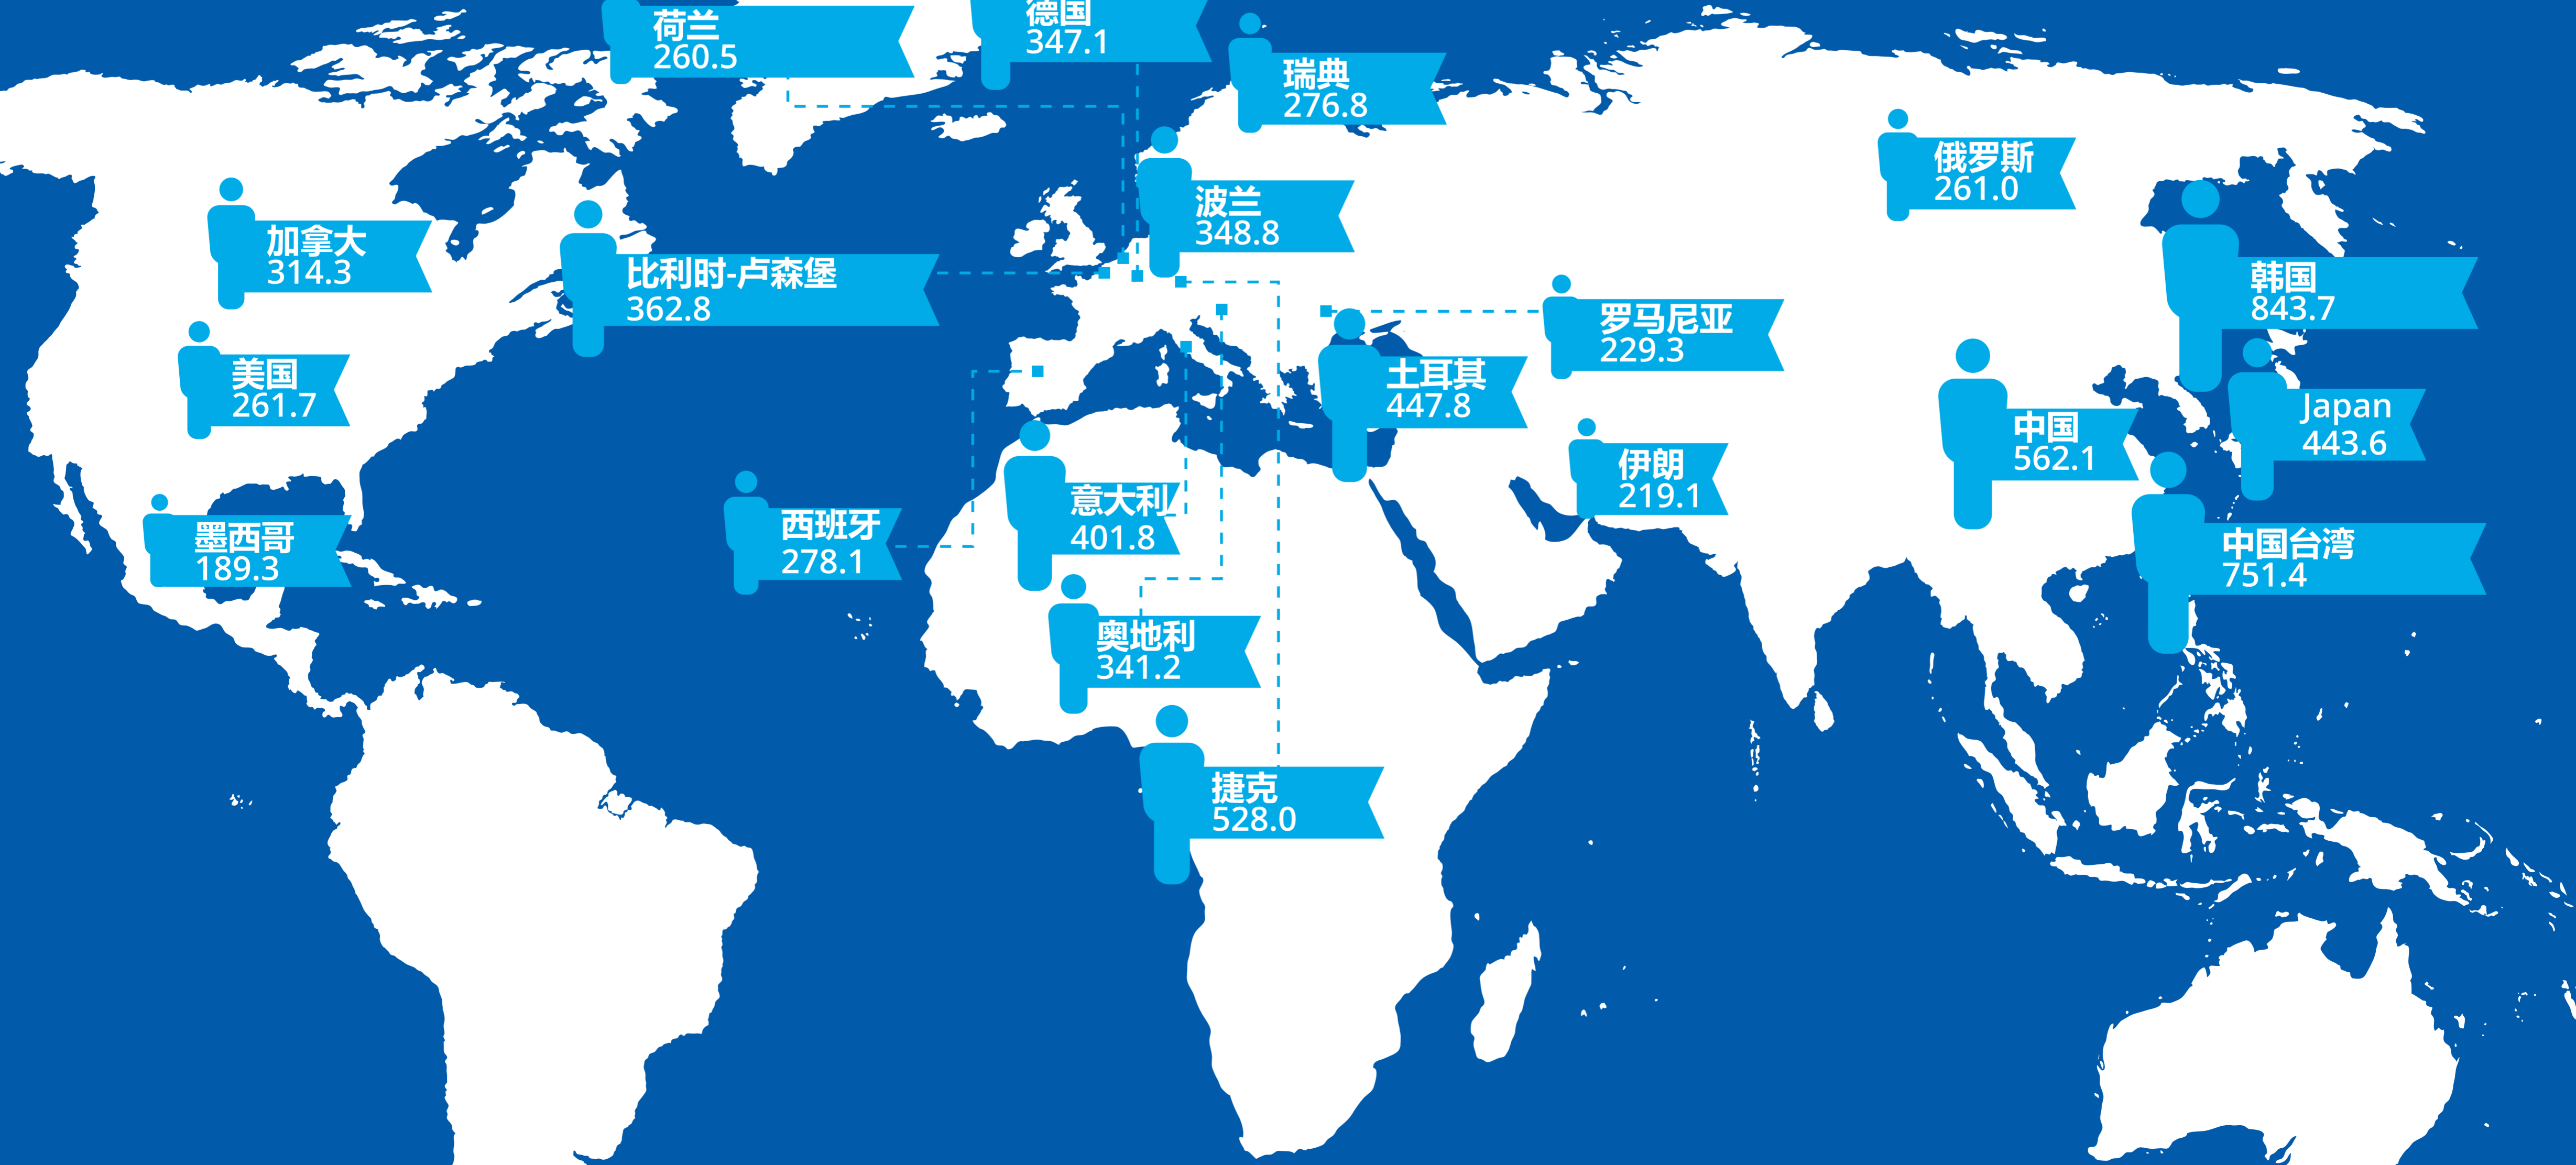 荷兰
260.5
德国
347.1
瑞典
276.8
俄罗斯
261.0
波兰
348.8
加拿大
314.3
比利时-卢森堡
362.8
韩国
843.7
罗马尼亚
229.3
美国
261.7
土耳其
447.8
Japan
443.6
中国
562.1
伊朗
219.1
意大利
401.8
西班牙
278.1
墨西哥
189.3
中国台湾
751.4
奥地利
341.2
捷克
528.0